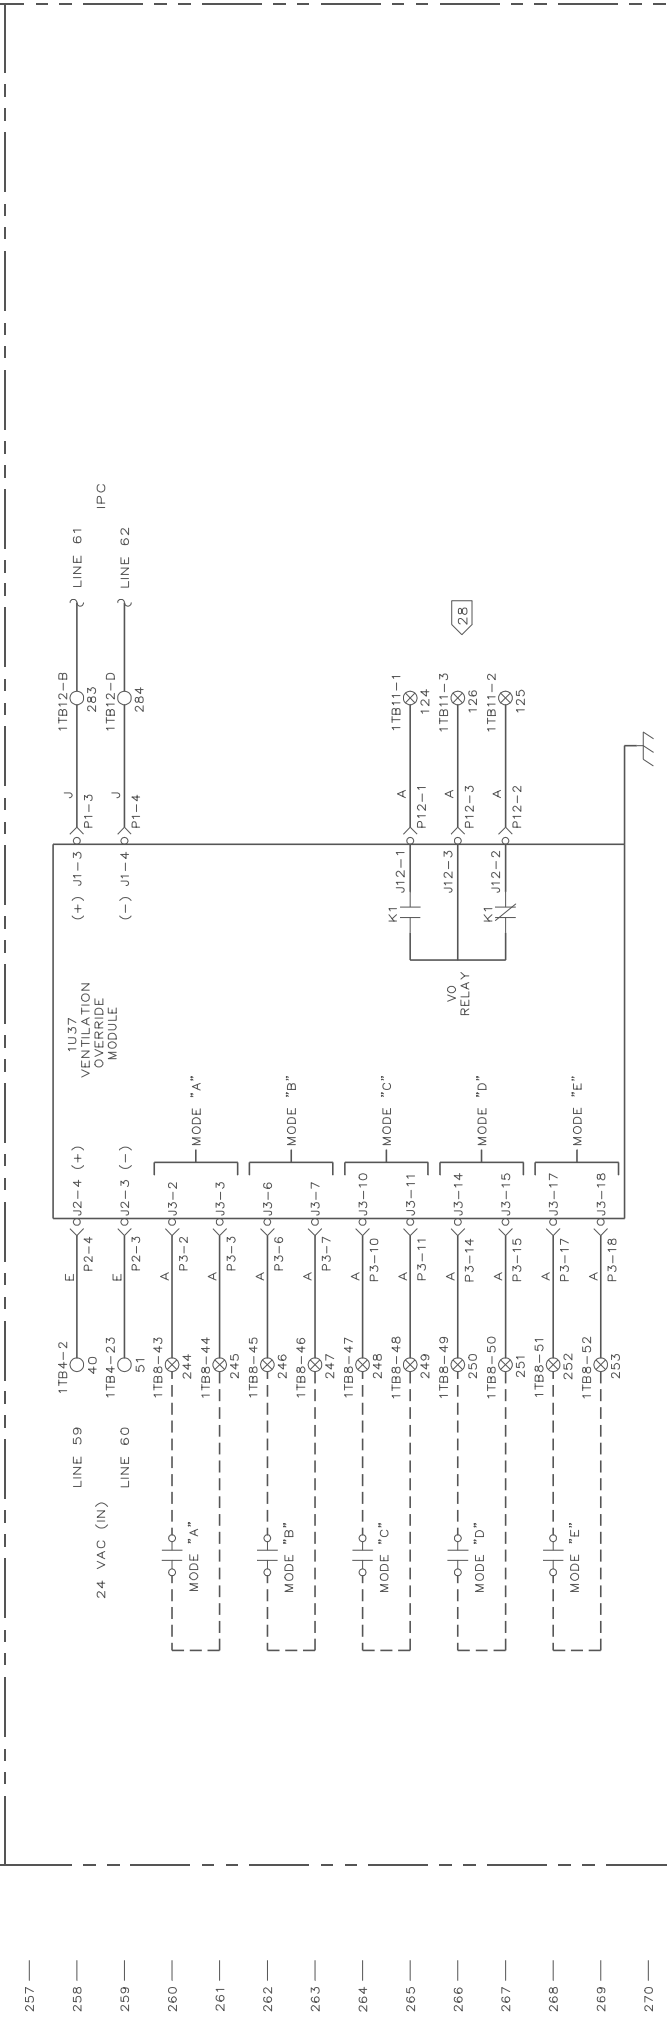 257
258
259
260
261
262
263
264
265
266
267
268
269
270
24 VAC (IN)
LINE 59
1TB4-2
40
E
P2-4
J2-4 (+)
LINE 60
1TB4-23
51
E
P2-3
J2-3 (-)
1U37
VENTILATION
OVERRIDE
MODULE
(+) J1-3
P1-3
J
1TB12-B
283
LINE 61
IPC
(-) J1-4
P1-4
J
1TB12-D
284
LINE 62
MODE "A"
1TB8-43
244
A
P3-2
J3-2
MODE "A"
1TB8-44
245
A
P3-3
J3-3
MODE "B"
1TB8-45
246
A
P3-6
J3-6
MODE "B"
1TB8-46
247
A
P3-7
J3-7
MODE "C"
1TB8-47
248
A
P3-10
J3-10
MODE "C"
1TB8-48
249
A
P3-11
J3-11
MODE "D"
1TB8-49
250
A
P3-14
J3-14
MODE "D"
1TB8-50
251
A
P3-15
J3-15
MODE "E"
1TB8-51
252
A
P3-17
J3-17
MODE "E"
1TB8-52
253
A
P3-18
J3-18
VO
RELAY
K1
J12-1
P12-1
A
1TB11-1
124
J12-3
P12-3
A
1TB11-3
126
28
K1
J12-2
P12-2
A
1TB11-2
125